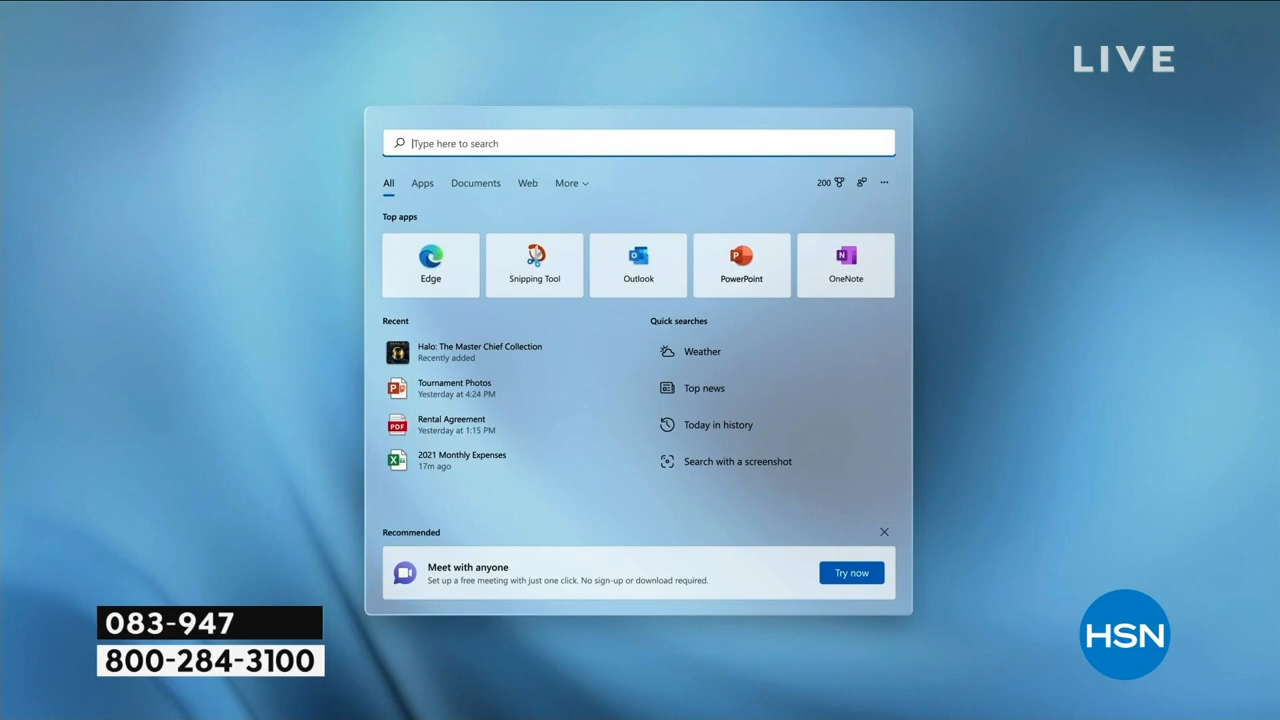 LIVE
Type here to search
All Apps Documents Web More 200
Top apps
Edge Snipping Tool Outlook PowerPoint OneNote
Recent
Halo: The Master Chief Collection
Recently added
Tournament Photos
Yesterday at 4:24 PM
Rental Agreement
Yesterday at 1:15 PM
2021 Monthly Expenses
17m ago
Quick searches
Weather
Top news
Today in history
Search with a screenshot
Recommended
Meet with anyone
Set up a free meeting with just one click. No sign-up or download required.
Try now
083-947
800-284-3100
HSN